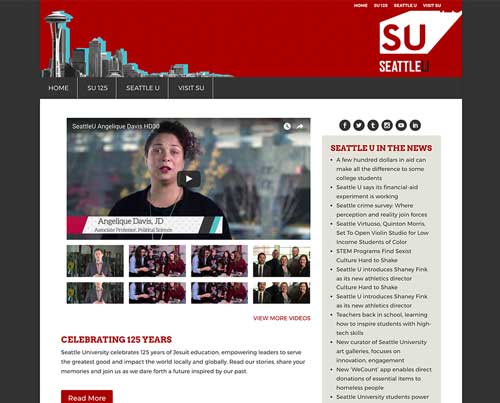 HOME SU 125 SEATTLE U VISIT SU
SU
SEATTLEU
HOME SU 125 SEATTLE U VISIT SU
SeattleU Angelique Davis HD30
Angelique Davis, JD
Associate Professor, Political Science
VIEW MORE VIDEOS
CELEBRATING 125 YEARS
Seattle University celebrates 125 years of Jesuit education, empowering leaders to serve
the greatest good and impact the world locally and globally. Read our stories, share your
memories and join us as we dare forth a future inspired by our past.
Read More
SEATTLE U IN THE NEWS
A few hundred dollars in aid can
make all the difference to some
college students
Seattle U says its financial-aid
experiment is working
Seattle crime survey: Where
perception and reality join forces
Seattle Virtuoso, Quinton Morris,
Set To Open Violin Studio for Low
Income Students of Color
STEM Programs Find Sexist
Culture Hard to Shake
Seattle U introduces Shaney Fink
as its new athletics director
STEM Programs Find Sexist
Culture Hard to Shake
Seattle U introduces Shaney Fink
as its new athletics director
Teachers back in school, learning
how to inspire students with high-
tech skills
New curator of Seattle University
art galleries, focuses on
innovation, engagement
New 'WeCount' app enables direct
donations of essential items to
homeless people
Seattle University students power